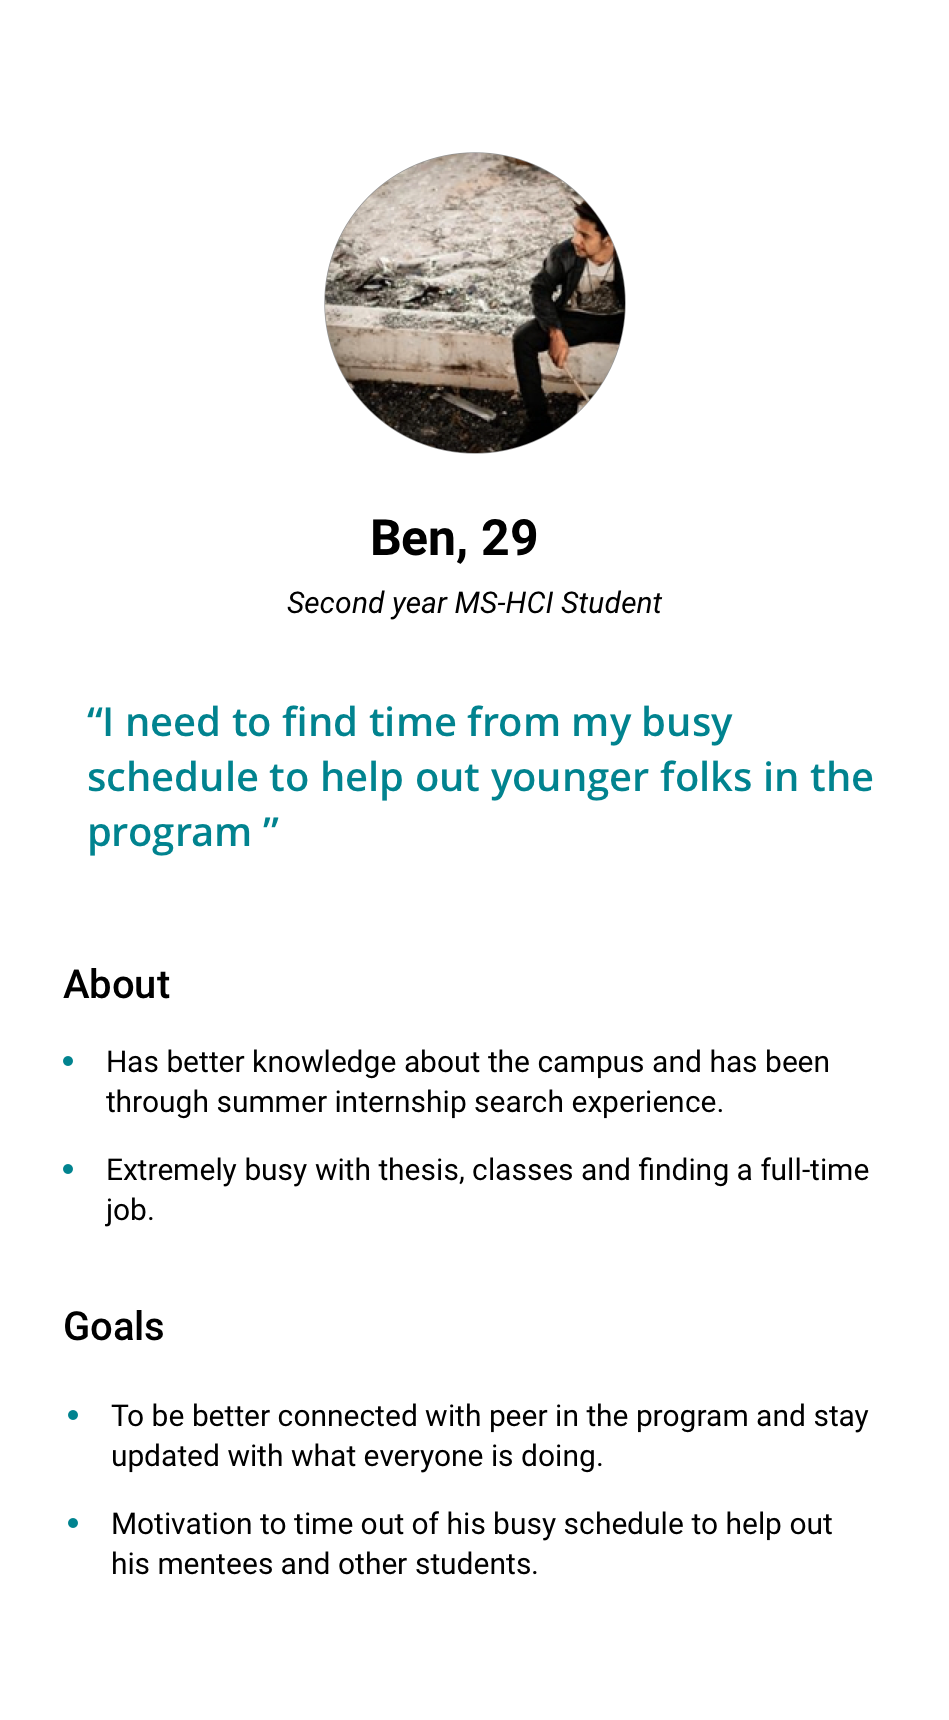 Ben, 29
Second year MS-HCI Student
“I need to find time from my busy
schedule to help out younger folks in the
program ”
About
• Has better knowledge about the campus and has been
through summer internship search experience.
• Extremely busy with thesis, classes and finding a full-time
job.
Goals
• To be better connected with peer in the program and stay
updated with what everyone is doing.
• Motivation to time out of his busy schedule to help out
his mentees and other students.